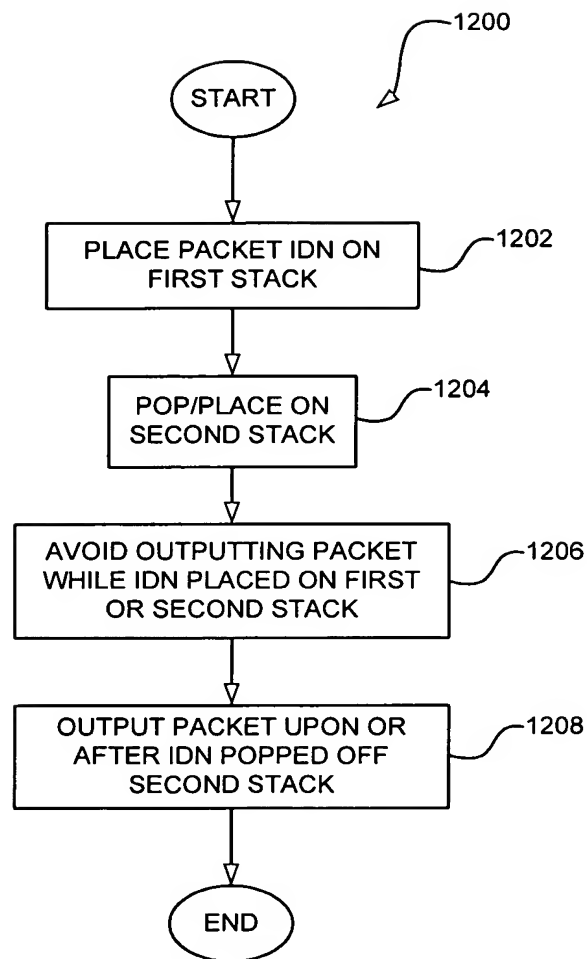 1200
START
PLACE PACKET IDN ON
FIRST STACK
1202
POP/PLACE ON
SECOND STACK
1204
AVOID OUTPUTTING PACKET
WHILE IDN PLACED ON FIRST
OR SECOND STACK
1206
OUTPUT PACKET UPON OR
AFTER IDN POPPED OFF
SECOND STACK
1208
END